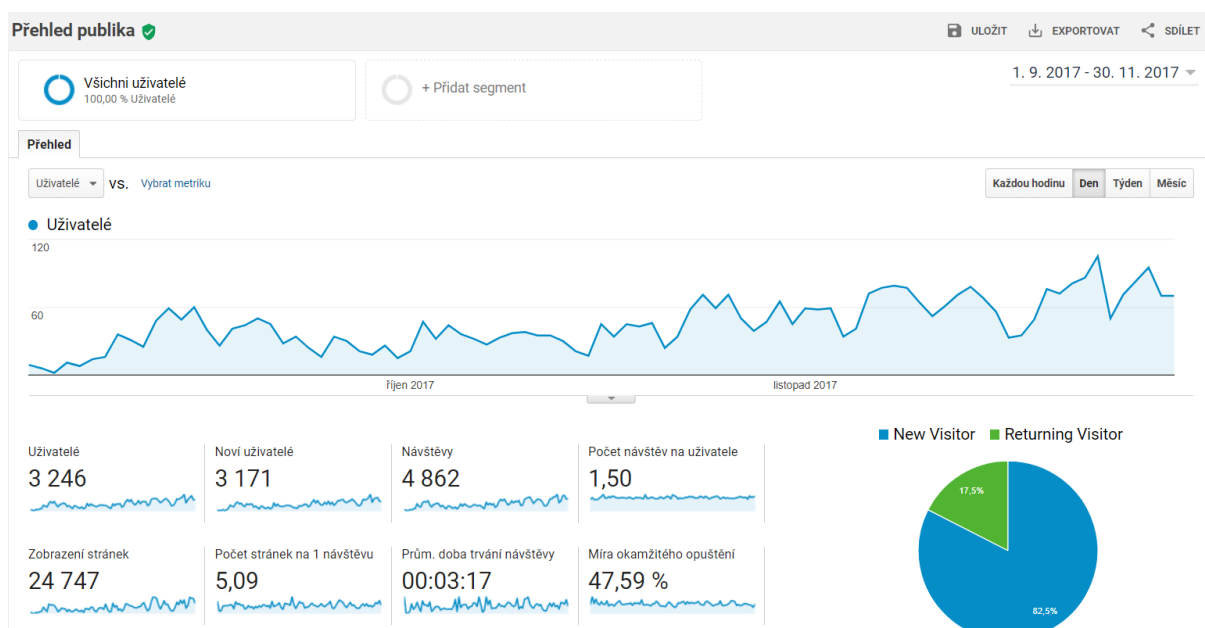 Přehled publika
ULOŽIT EXPORTOVAT SDÍLET
Všichni uživatelé
100,00 % Uživatelé
+ Přidat segment
1. 9. 2017 - 30. 11. 2017
Přehled
Uživatelé VS. Vybrat metriku
Každou hodinu Den Týden Měsíc
Uživatelé
120
60
říjen 2017 listopad 2017
New Visitor Returning Visitor
Uživatelé
3 246
Noví uživatelé
3 171
Návštěvy
4 862
Počet návštěv na uživatele
1,50
Zobrazení stránek
24 747
Počet stránek na 1 návštěvu
5,09
Prům. doba trvání návštěvy
00:03:17
Míra okamžitého opuštění
47,59 %
17,5%
82,5%